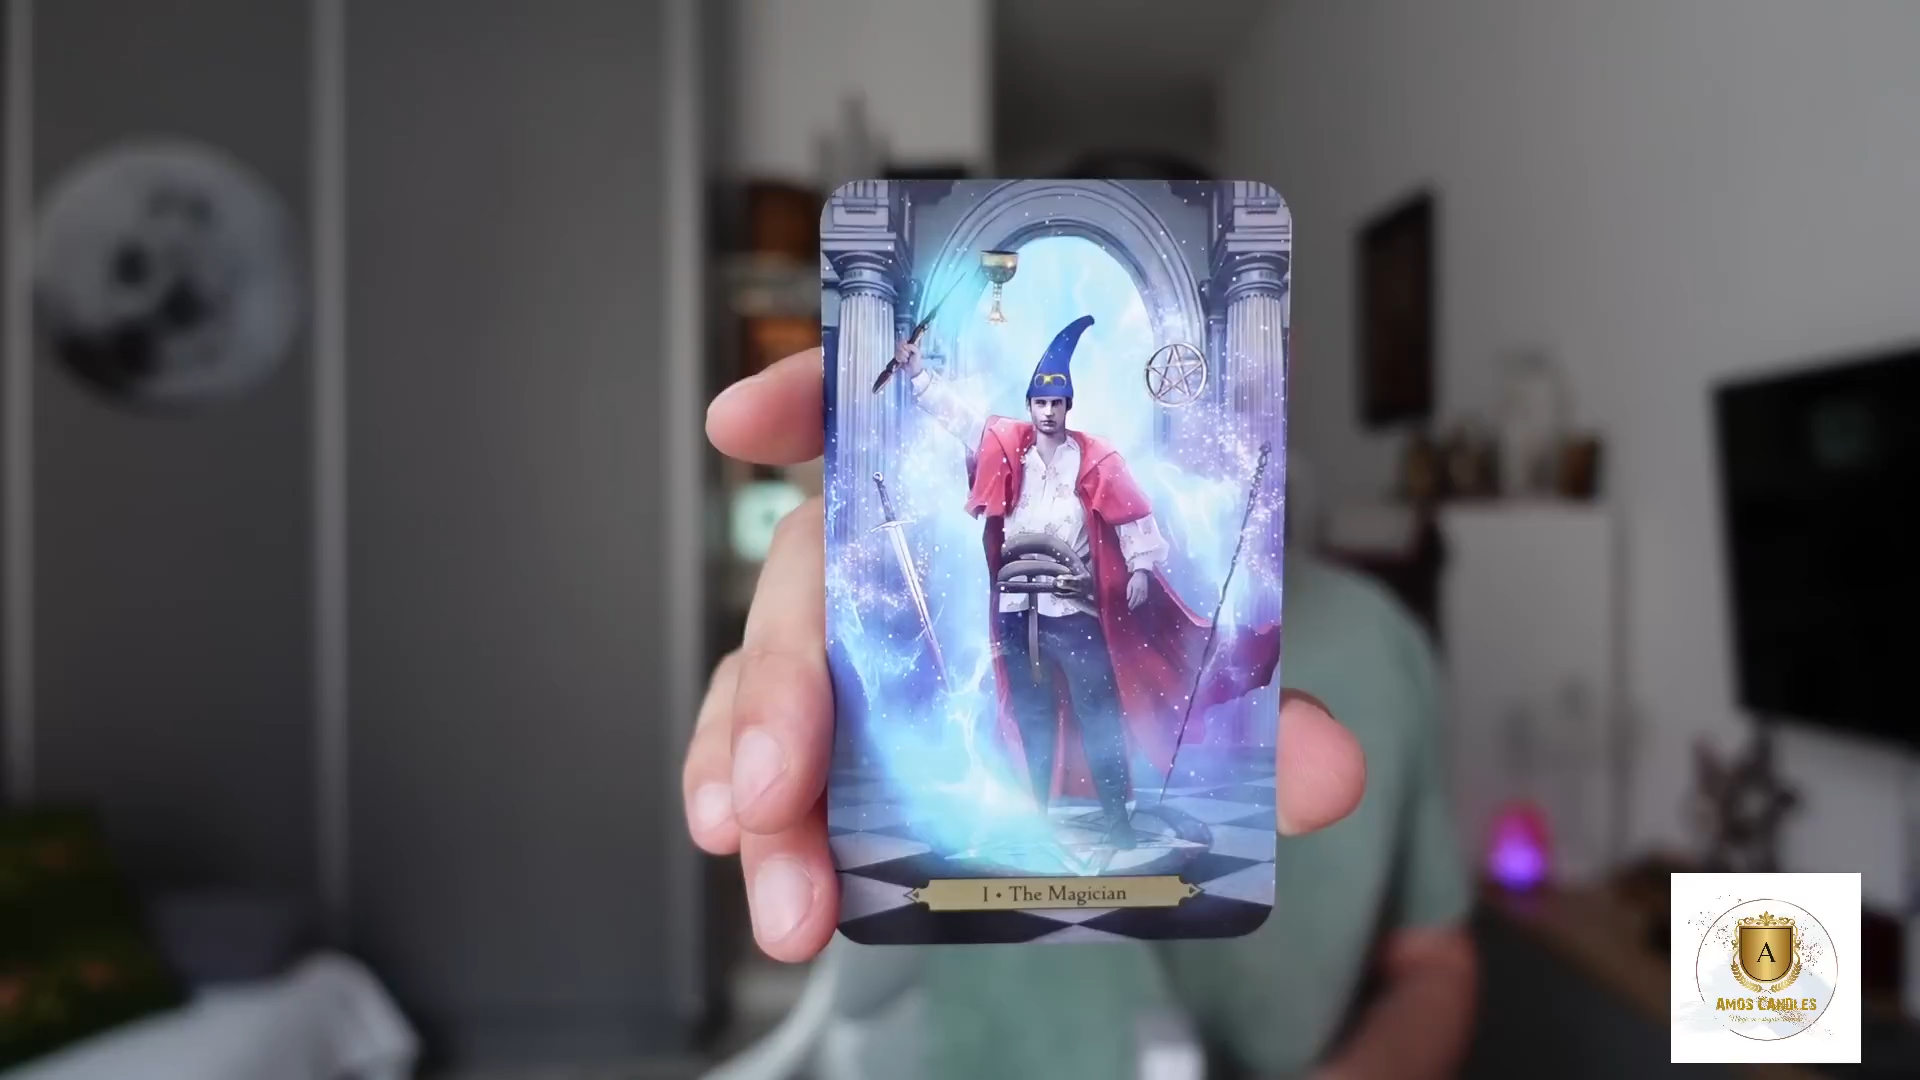 I • The Magician
A
AMOS CANDLES